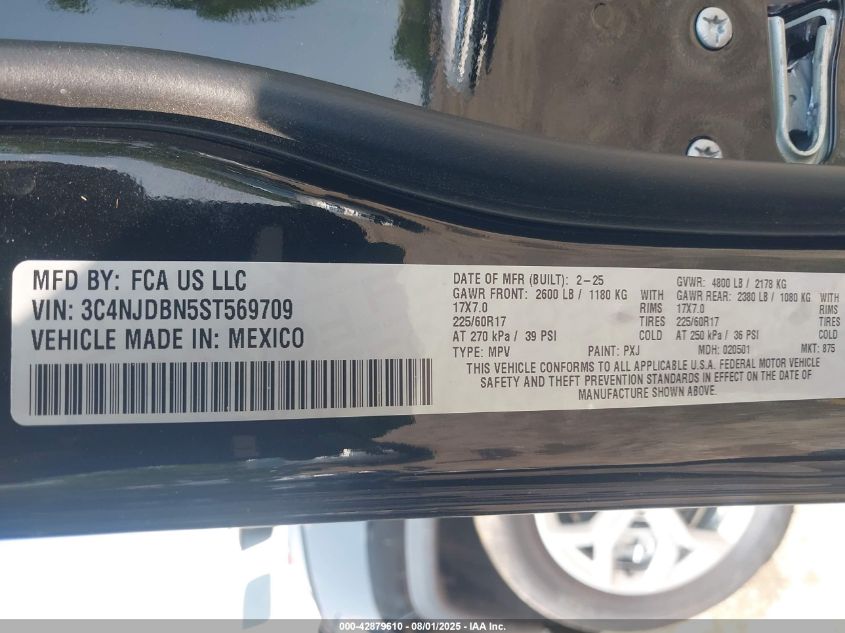 MFD BY: FCA US LLC
VIN: 3C4NJDBN5ST569709
VEHICLE MADE IN: MEXICO
DATE OF MFR (BUILT): 2-25 GVWR: 4800 LB / 2178 KG
GAWR FRONT: 2600 LB / 1180 KG WITH GAWR REAR: 2380 LB / 1080 KG WITH
17X7.0 RIMS 17X7.0 RIMS
225/60R17 TIRES 225/60R17 TIRES
AT 270 kPa / 39 PSI COLD AT 250 kPa / 36 PSI COLD
TYPE: MPV PAINT: PXJ MDH: 020501 MKT: 875
THIS VEHICLE CONFORMS TO ALL APPLICABLE U.S.A. FEDERAL MOTOR VEHICLE
SAFETY AND THEFT PREVENTION STANDARDS IN EFFECT ON THE DATE OF
MANUFACTURE SHOWN ABOVE.
000-42879610 - 08/01/2025 - IAA Inc.